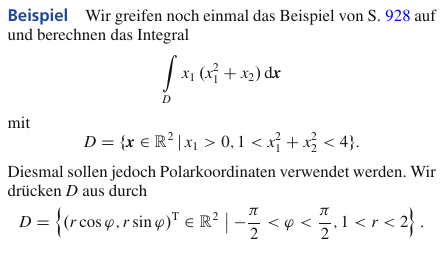 Beispiel Wir greifen noch einmal das Beispiel von S. 928 auf
und berechnen das Integral
∫_D x₁ (x₁² + x₂) d𝒙
mit
D = {𝒙 ∈ ℝ² | x₁ > 0, 1 < x₁² + x₂² < 4}.
Diesmal sollen jedoch Polarkoordinaten verwendet werden. Wir
drücken D aus durch
D = {(r cos φ, r sin φ)ᵀ ∈ ℝ² | −π/2 < φ < π/2, 1 < r < 2}.